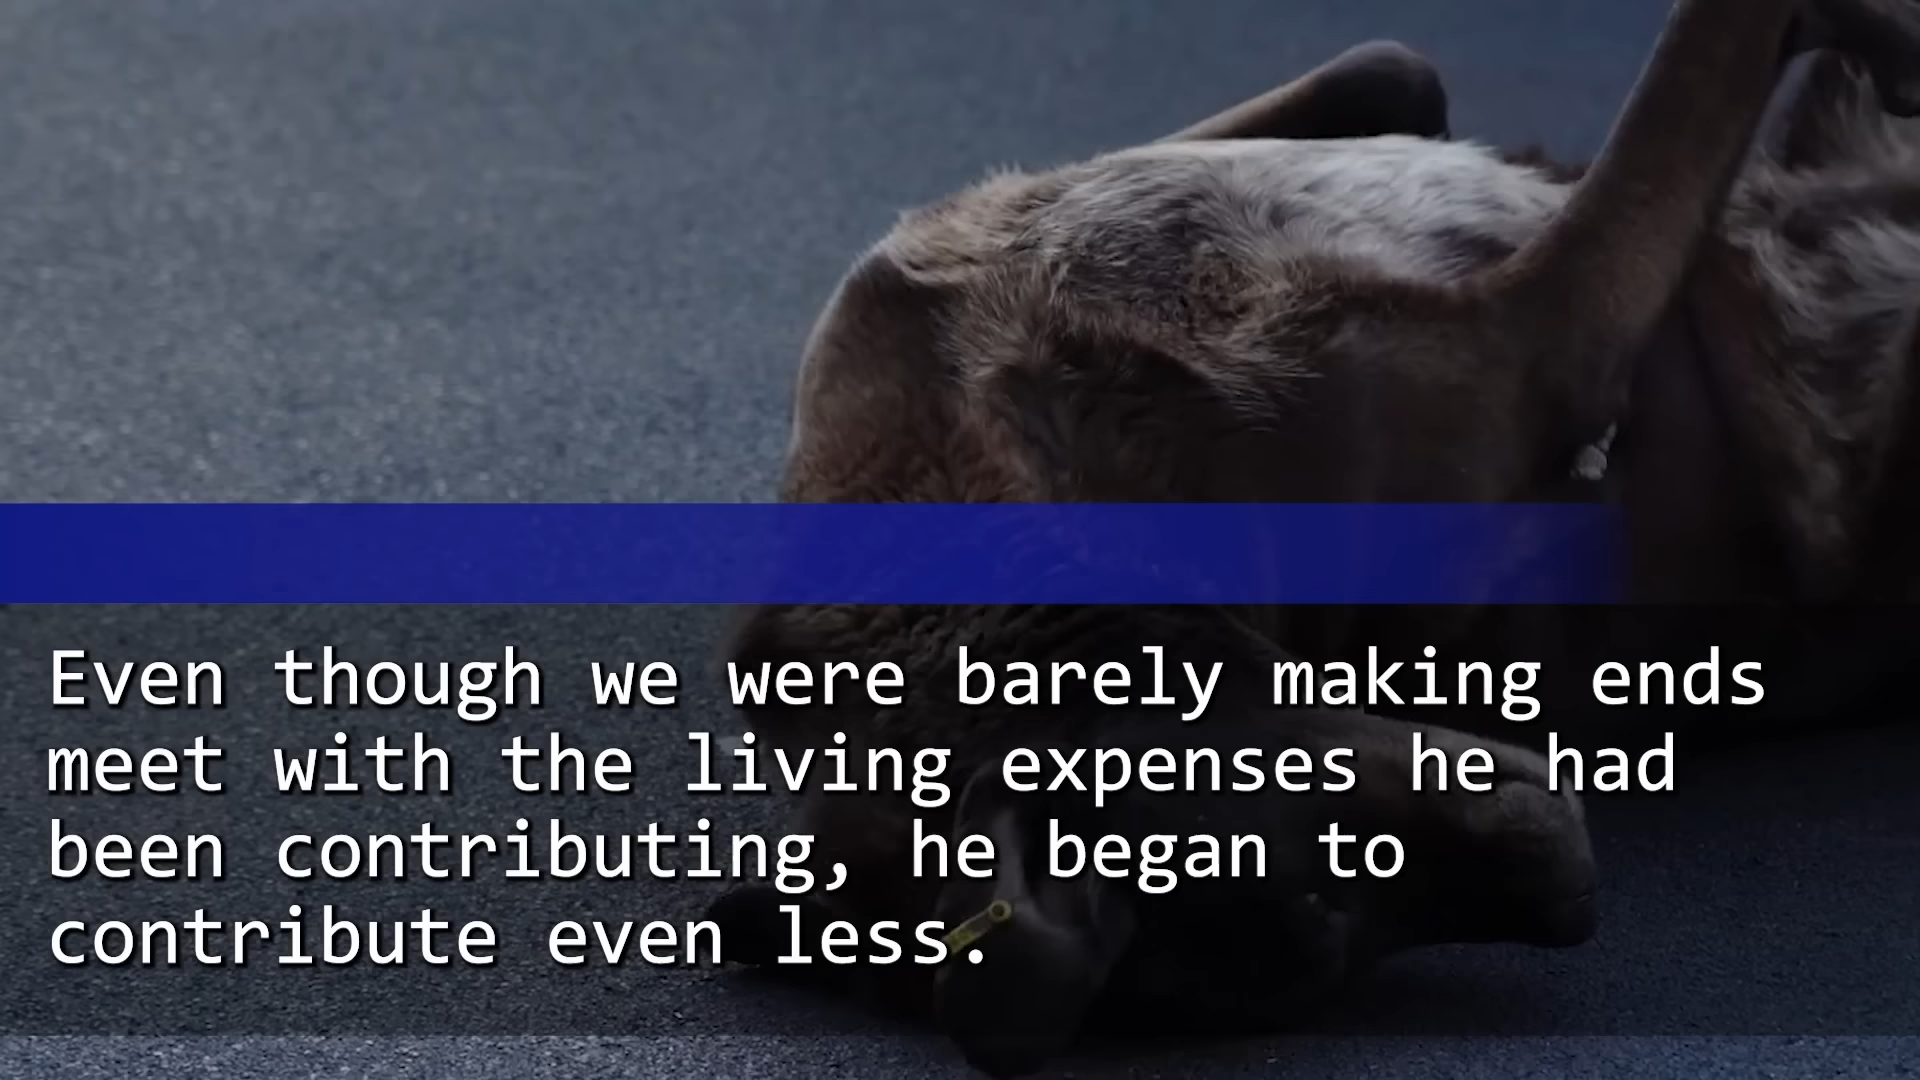 Even though we were barely making ends
meet with the living expenses he had
been contributing, he began to
contribute even less.